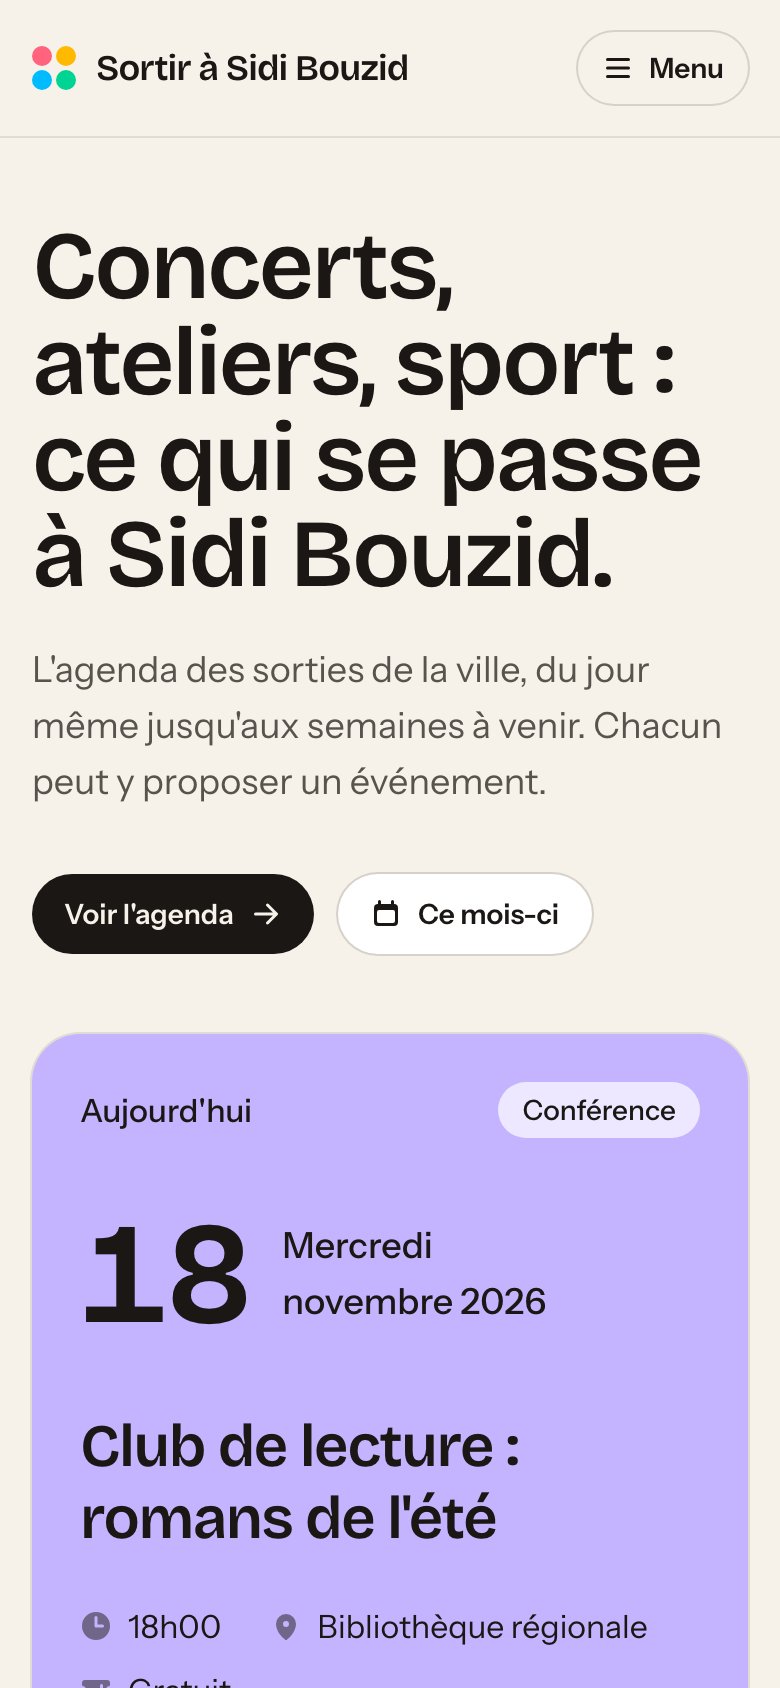 Sortir à Sidi Bouzid
Menu
Concerts,
ateliers, sport :
ce qui se passe
à Sidi Bouzid.
L'agenda des sorties de la ville, du jour
même jusqu'aux semaines à venir. Chacun
peut y proposer un événement.
Voir l'agenda
Ce mois-ci
Aujourd'hui
Conférence
18
Mercredi
novembre 2026
Club de lecture :
romans de l'été
18h00
Bibliothèque régionale
Gratuit